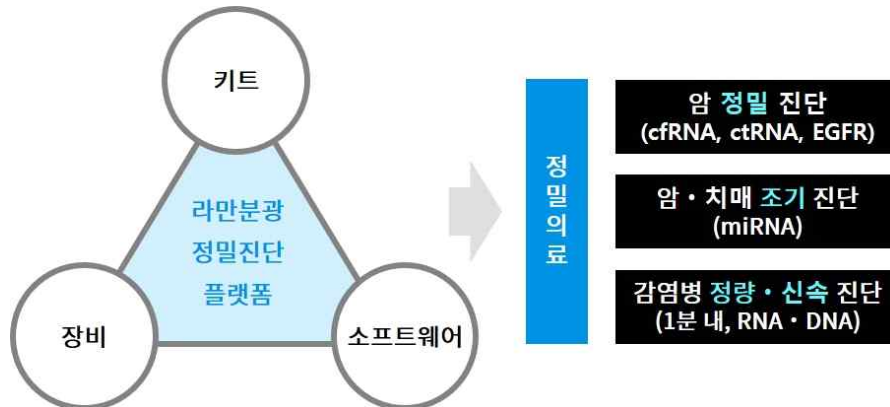 키트
라만분광
정밀진단
플랫폼
장비
소프트웨어
정밀의료
암 정밀 진단
(cfRNA, ctRNA, EGFR)
암・치매 조기 진단
(miRNA)
감염병 정량・신속 진단
(1분 내, RNA・DNA)